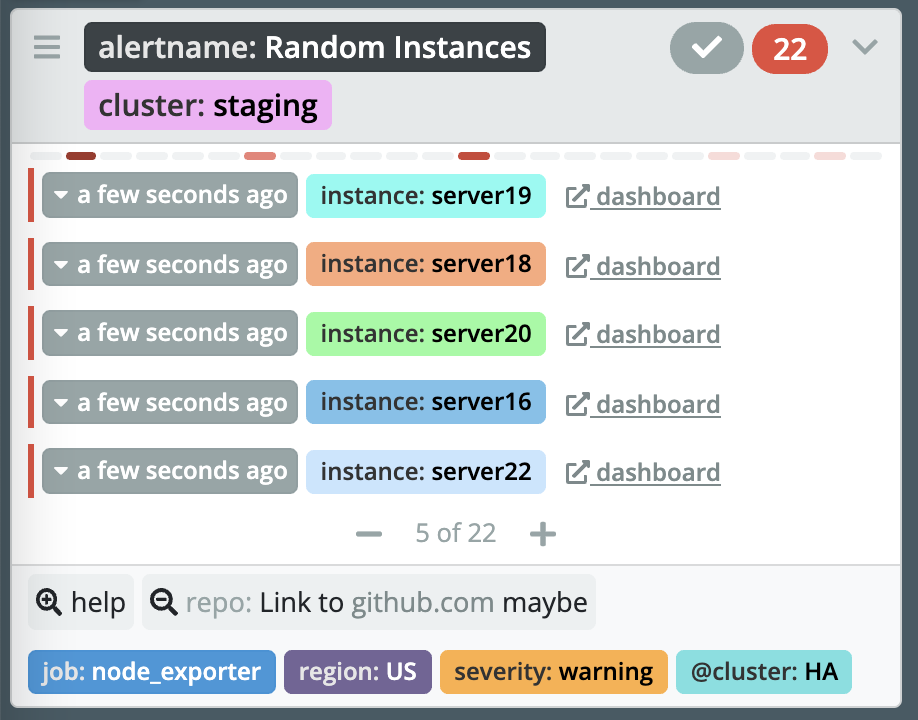 alertname: Random Instances
22
cluster: staging
a few seconds ago instance: server19 dashboard
a few seconds ago instance: server18 dashboard
a few seconds ago instance: server20 dashboard
a few seconds ago instance: server16 dashboard
a few seconds ago instance: server22 dashboard
5 of 22
help repo: Link to github.com maybe
job: node_exporter region: US severity: warning @cluster: HA